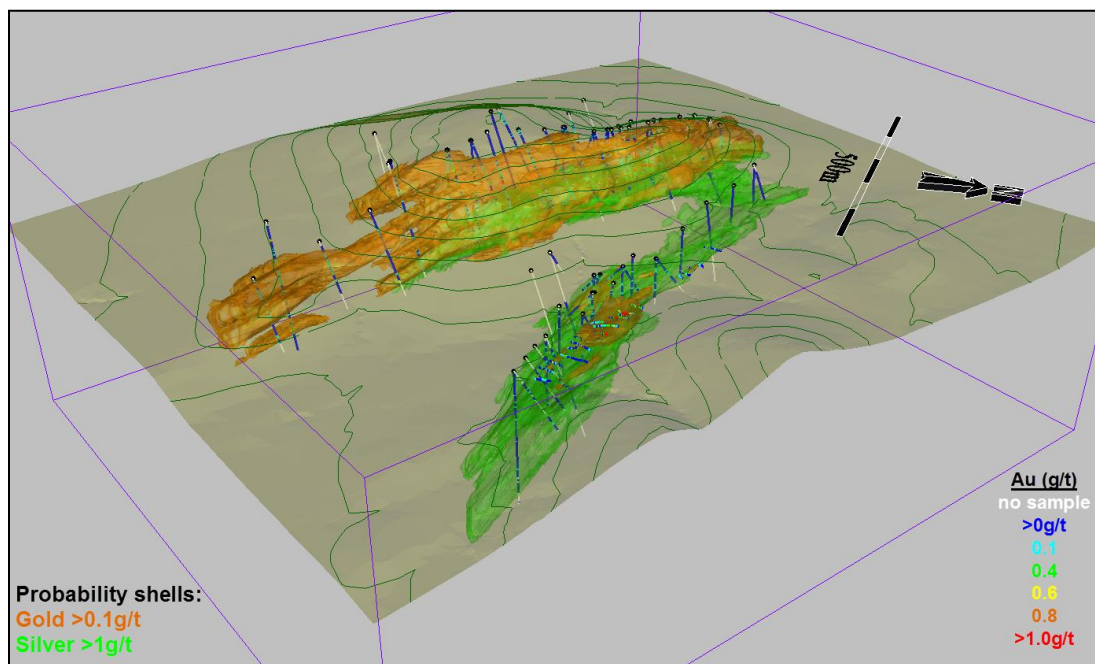 500m
N
Au (g/t)
no sample
>0g/t
0.1
0.4
0.6
0.8
>1.0g/t
Probability shells:
Gold >0.1g/t
Silver >1g/t